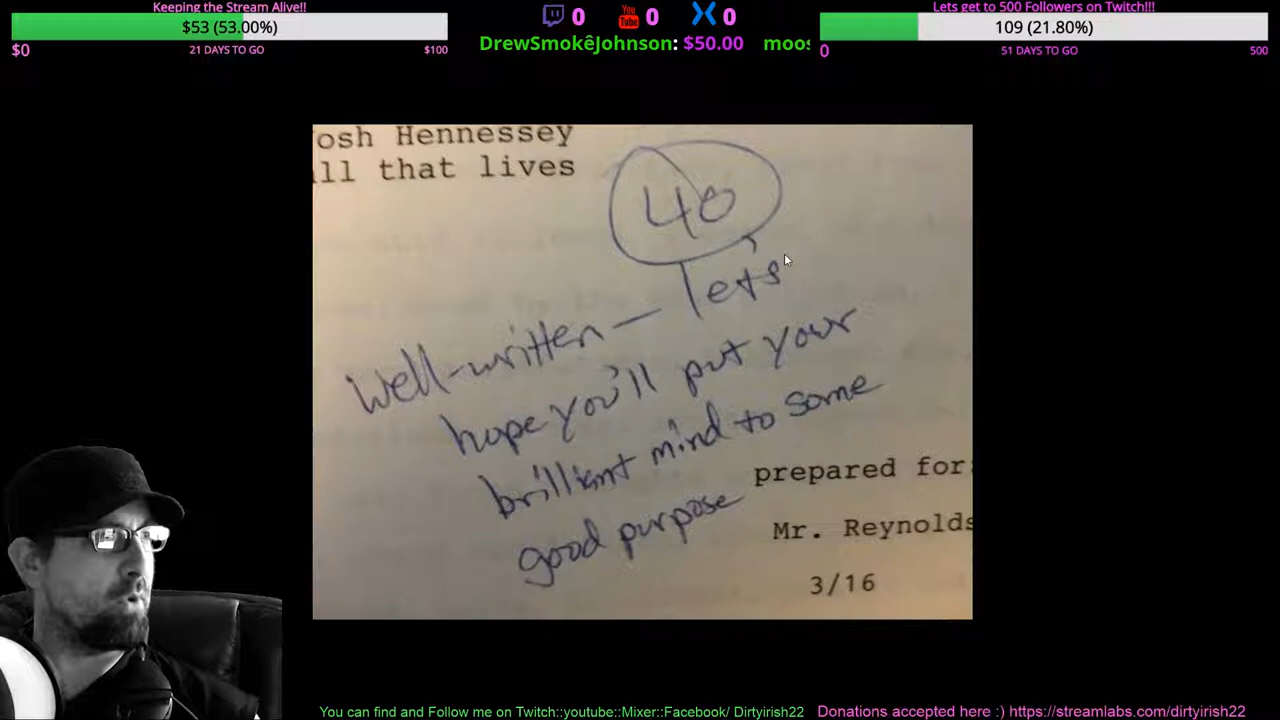 Keeping the Stream Alive!!
$53 (53.00%)
$0 21 DAYS TO GO $100
0 0 0
DrewSmokêJohnson: $50.00 moos
Lets get to 500 Followers on Twitch!!!
109 (21.80%)
0 51 DAYS TO GO 500
osh Hennessey
ll that lives
40
Well-written — let's
hope you'll put your
brilliant mind to some
good purpose
prepared for:
Mr. Reynolds
3/16
You can find and Follow me on Twitch::youtube::Mixer::Facebook/ Dirtyirish22
Donations accepted here :) https://streamlabs.com/dirtyirish22